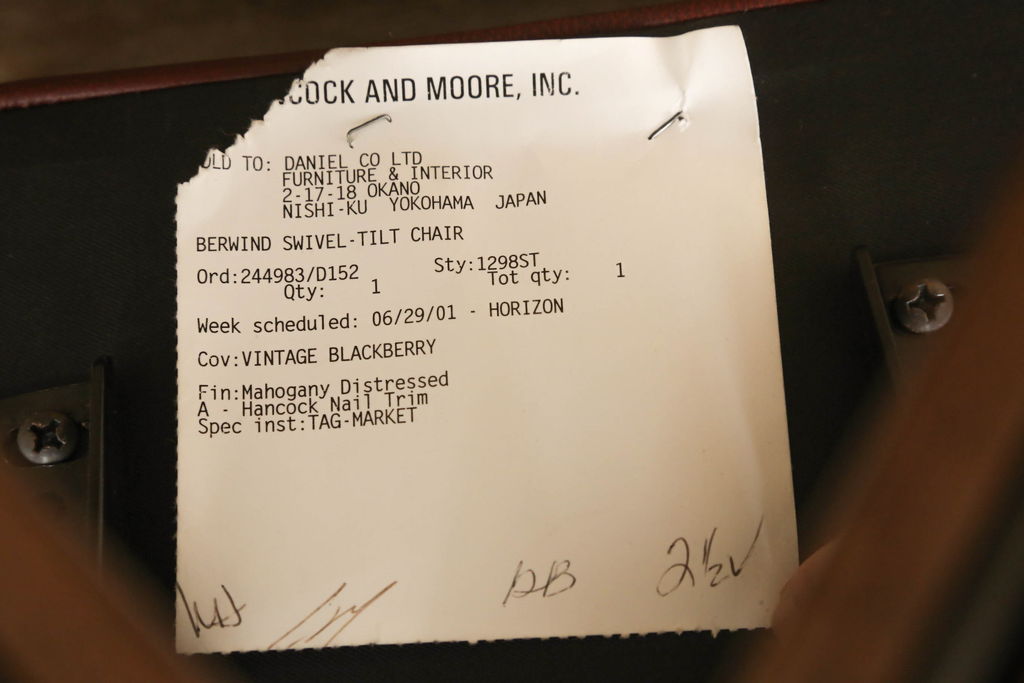 COCK AND MOORE, INC.
OLD TO: DANIEL CO LTD
FURNITURE & INTERIOR
2-17-18 OKANO
NISHI-KU YOKOHAMA JAPAN
BERWIND SWIVEL-TILT CHAIR
Ord:244983/D152 Sty:1298ST
Qty: 1 Tot qty: 1
Week scheduled: 06/29/01 - HORIZON
Cov:VINTAGE BLACKBERRY
Fin:Mahogany Distressed
A - Hancock Nail Trim
Spec inst:TAG-MARKET
2 1/2